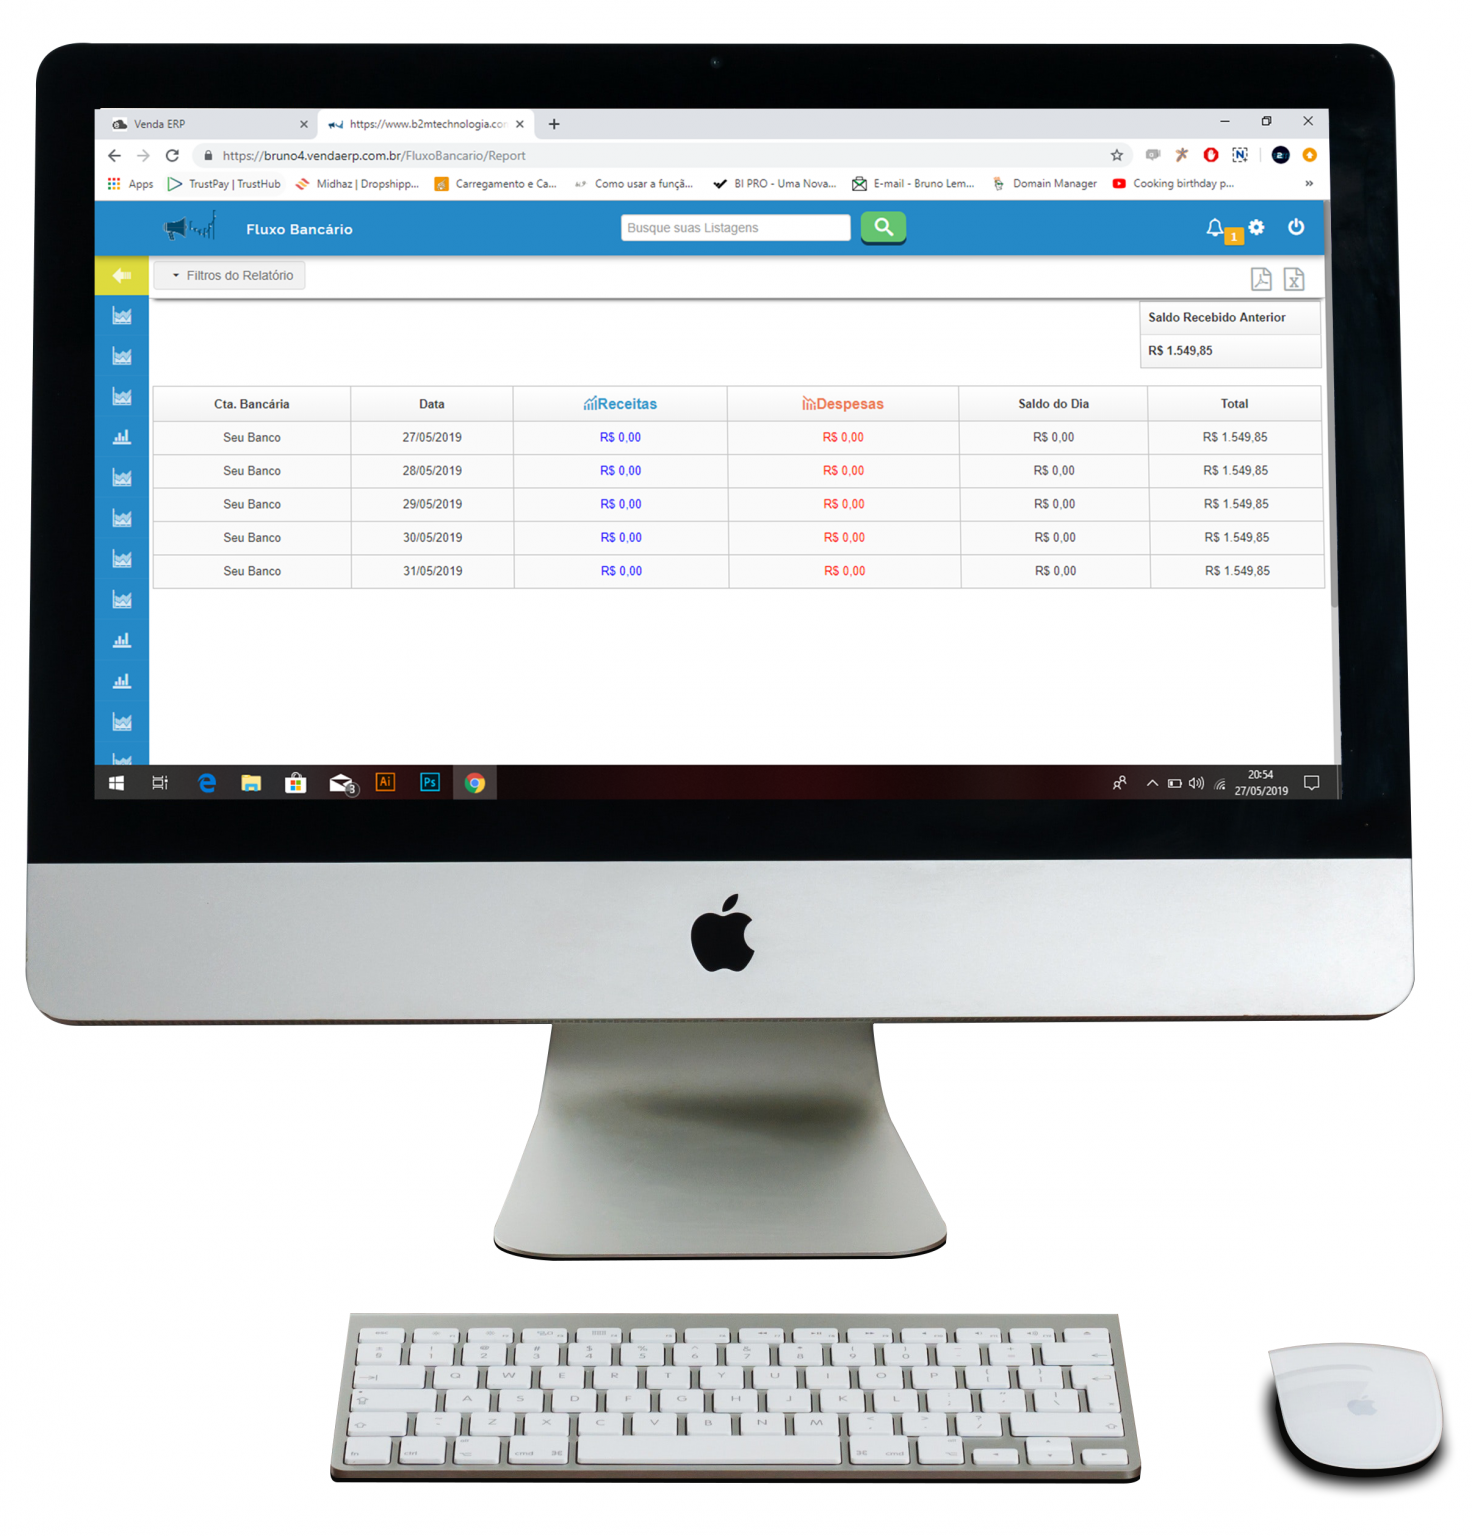 Venda ERP
https://www.b2mtechnologia.co
https://bruno4.vendaerp.com.br/FluxoBancario/Report
Apps TrustPay | TrustHub Midhaz | Dropshipp... Carregamento e Ca... Como usar a funçã... BI PRO - Uma Nova... E-mail - Bruno Lem... Domain Manager Cooking birthday p... »
Fluxo Bancário Busque suas Listagens 1
Filtros do Relatório
Saldo Recebido Anterior
R$ 1.549,85
Cta. Bancária Data Receitas Despesas Saldo do Dia Total
Seu Banco 27/05/2019 R$ 0,00 R$ 0,00 R$ 0,00 R$ 1.549,85
Seu Banco 28/05/2019 R$ 0,00 R$ 0,00 R$ 0,00 R$ 1.549,85
Seu Banco 29/05/2019 R$ 0,00 R$ 0,00 R$ 0,00 R$ 1.549,85
Seu Banco 30/05/2019 R$ 0,00 R$ 0,00 R$ 0,00 R$ 1.549,85
Seu Banco 31/05/2019 R$ 0,00 R$ 0,00 R$ 0,00 R$ 1.549,85
3 Ai Ps 20:54
27/05/2019
Q W E R T Y U I O P
A S D F G H J K L
Z X C V B N M
fn ctrl cmd cmd